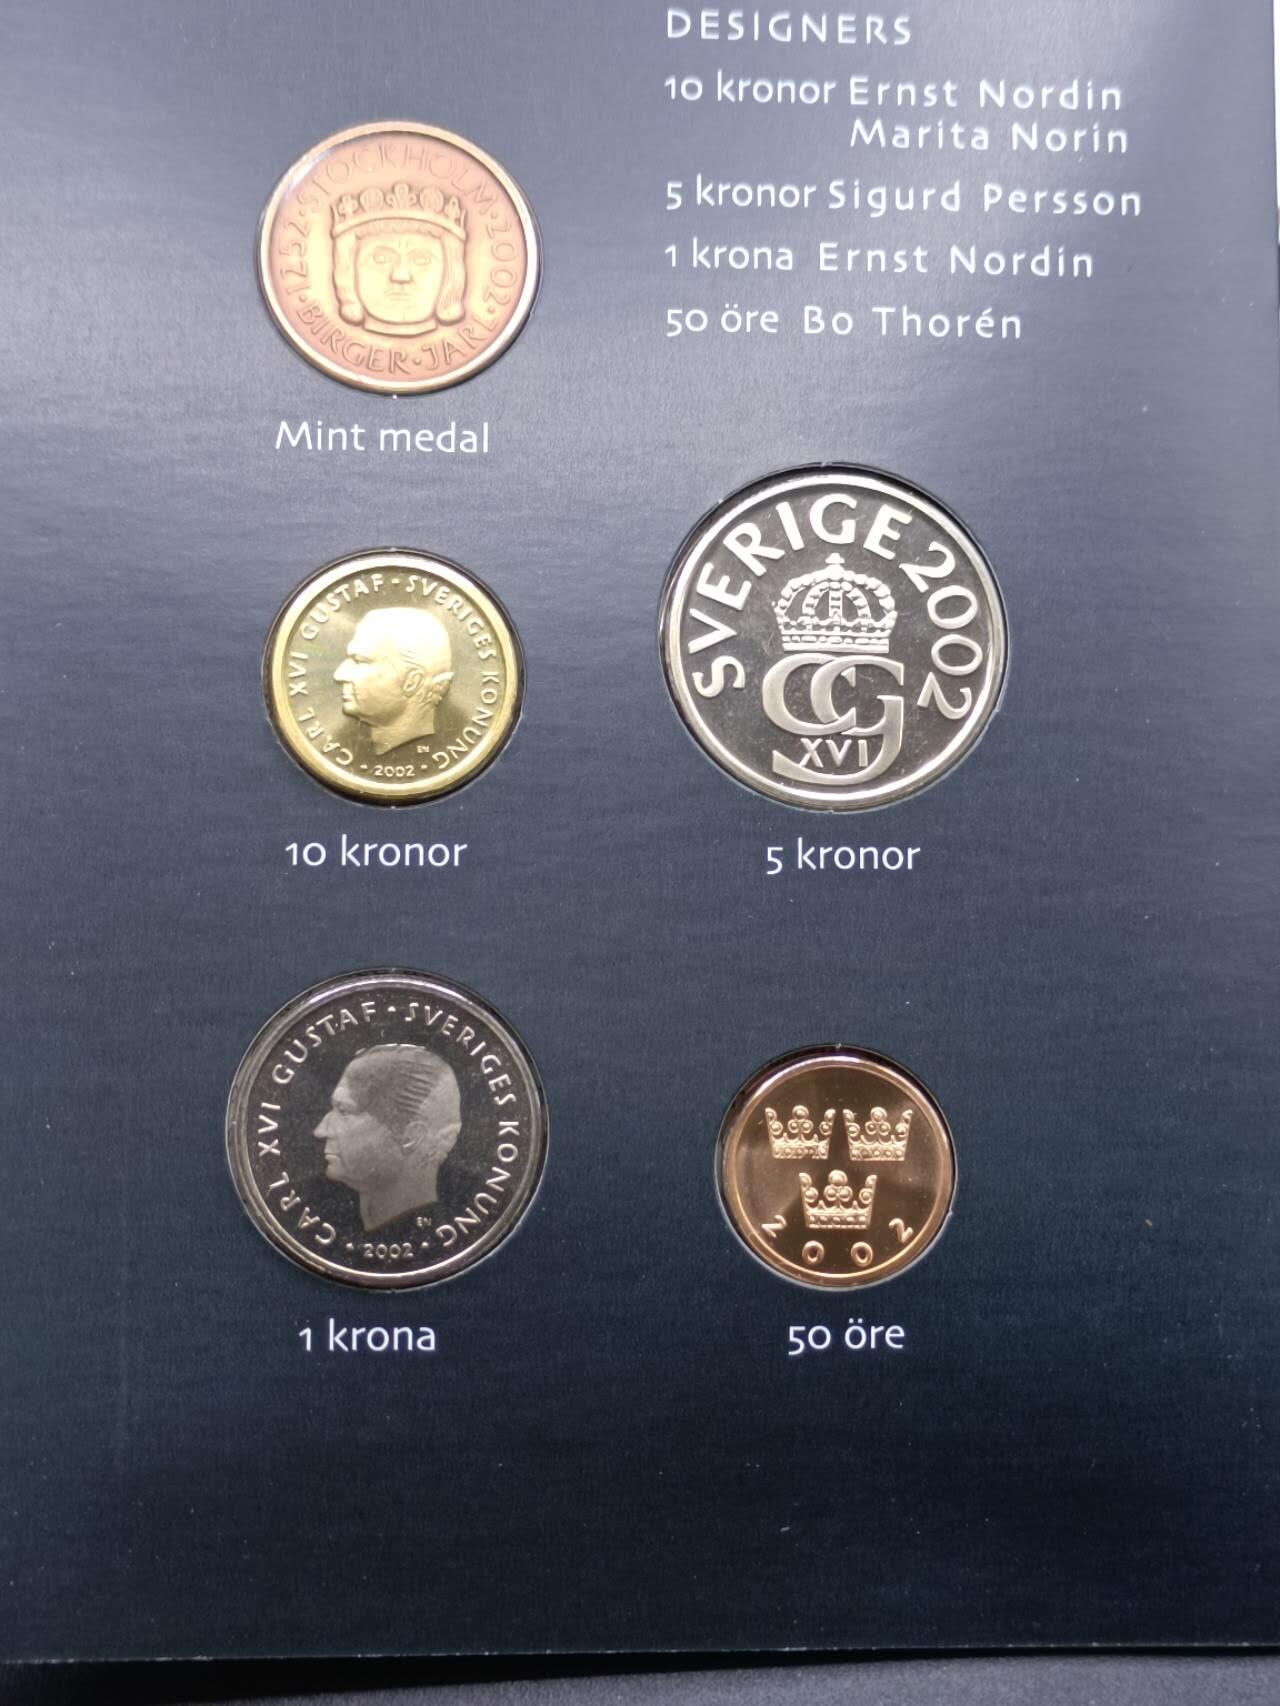 DESIGNERS
10 kronor Ernst Nordin
Marita Norin
5 kronor Sigurd Persson
1 krona Ernst Nordin
50 öre Bo Thorén
·1252·STOCKHOLM·2002·
BIRGER·JARL
Mint medal
CARL XVI GUSTAF · SVERIGES KONUNG
EN
· 2002 ·
10 kronor
SVERIGE 2002
CG
XVI
5 kronor
CARL XVI GUSTAF · SVERIGES KONUNG
EN
· 2002 ·
1 krona
2002
50 öre